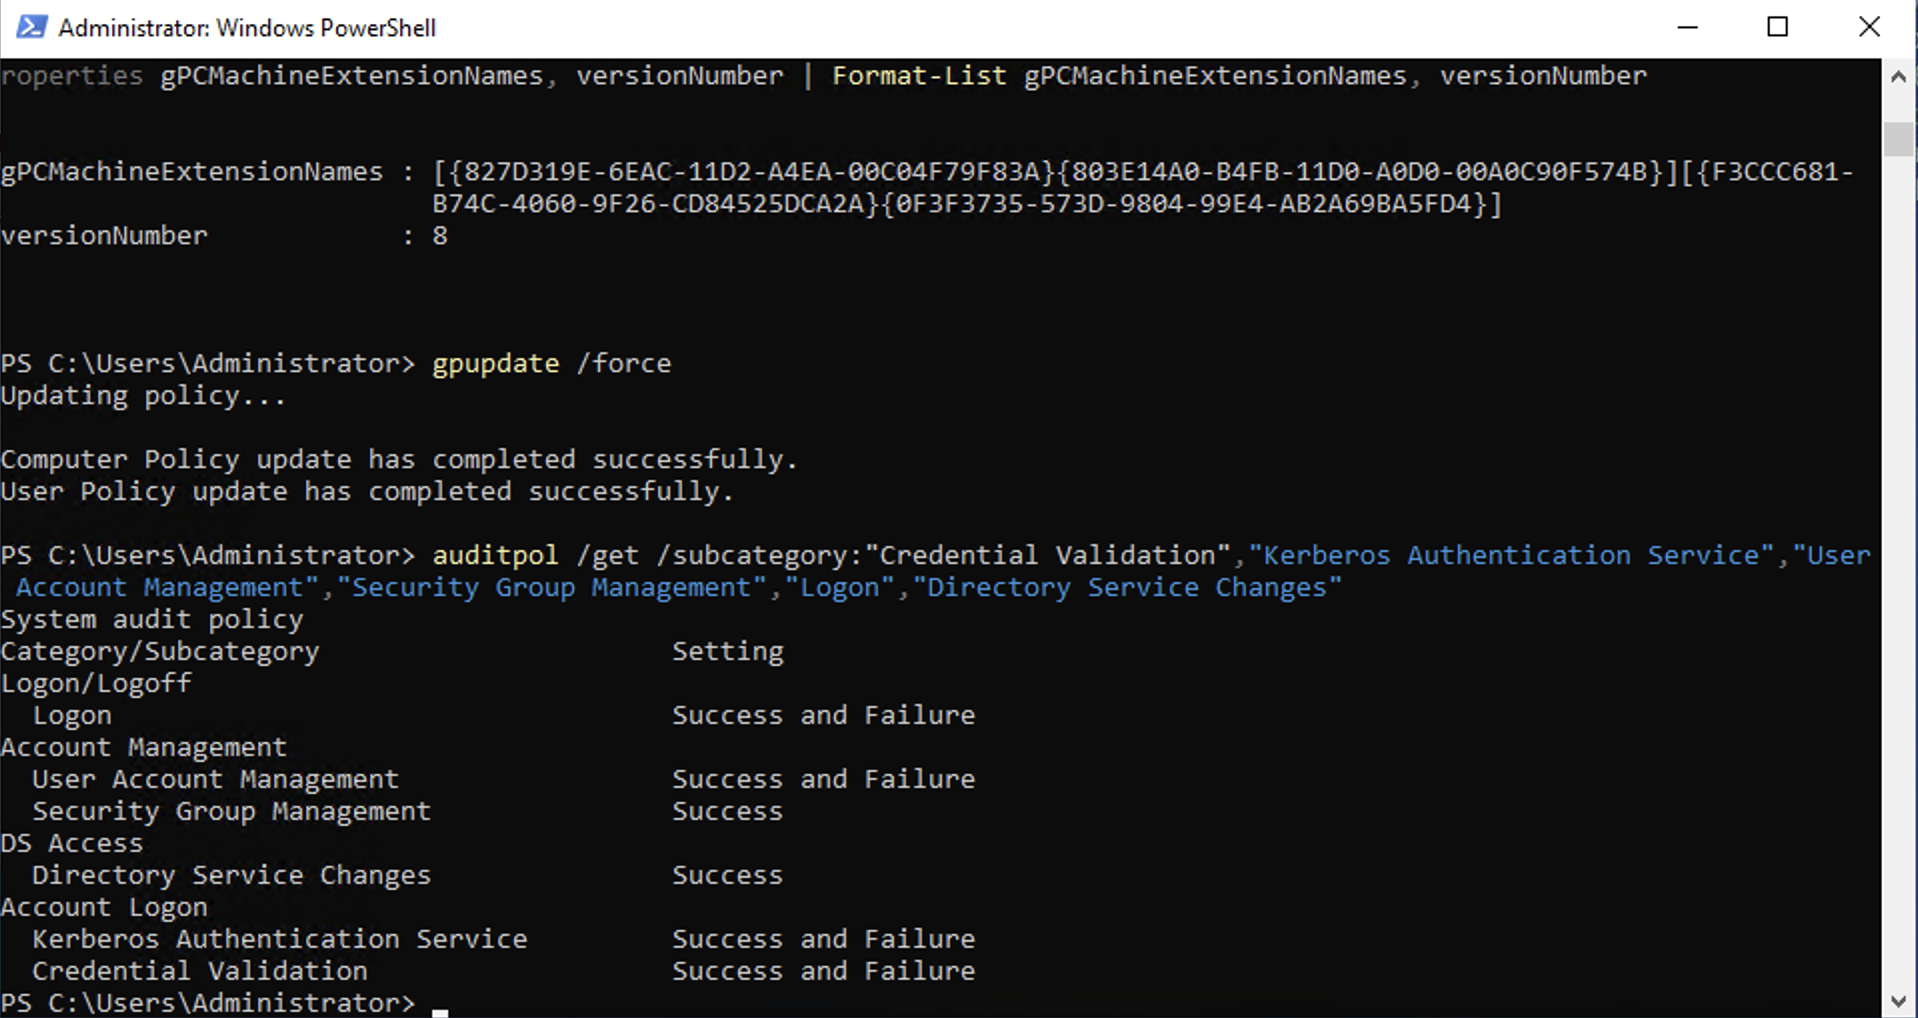 Administrator: Windows PowerShell
roperties gPCMachineExtensionNames, versionNumber | Format-List gPCMachineExtensionNames, versionNumber
gPCMachineExtensionNames : [{827D319E-6EAC-11D2-A4EA-00C04F79F83A}{803E14A0-B4FB-11D0-A0D0-00A0C90F574B}][{F3CCC681-
B74C-4060-9F26-CD84525DCA2A}{0F3F3735-573D-9804-99E4-AB2A69BA5FD4}]
versionNumber : 8
PS C:\Users\Administrator> gpupdate /force
Updating policy...
Computer Policy update has completed successfully.
User Policy update has completed successfully.
PS C:\Users\Administrator> auditpol /get /subcategory:"Credential Validation","Kerberos Authentication Service","User
Account Management","Security Group Management","Logon","Directory Service Changes"
System audit policy
Category/Subcategory Setting
Logon/Logoff
Logon Success and Failure
Account Management
User Account Management Success and Failure
Security Group Management Success
DS Access
Directory Service Changes Success
Account Logon
Kerberos Authentication Service Success and Failure
Credential Validation Success and Failure
PS C:\Users\Administrator>